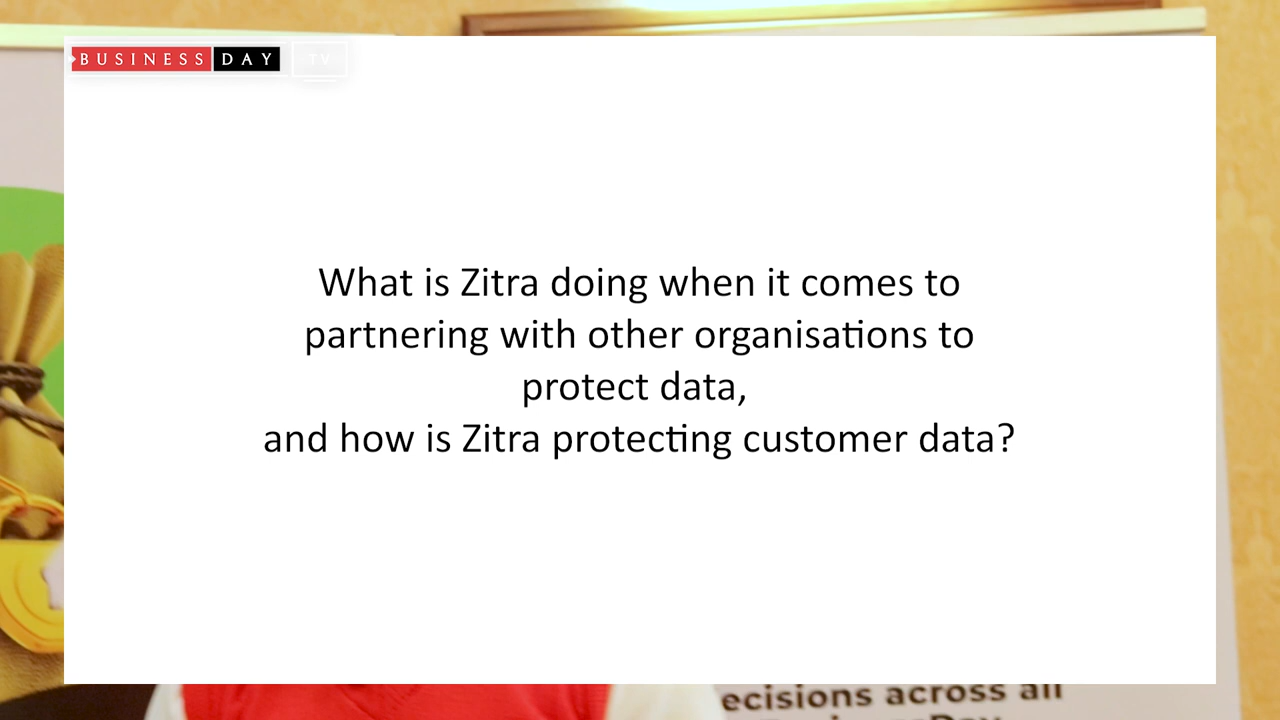 BUSINESS DAY TV
What is Zitra doing when it comes to
partnering with other organisations to
protect data,
and how is Zitra protecting customer data?
ecisions across all